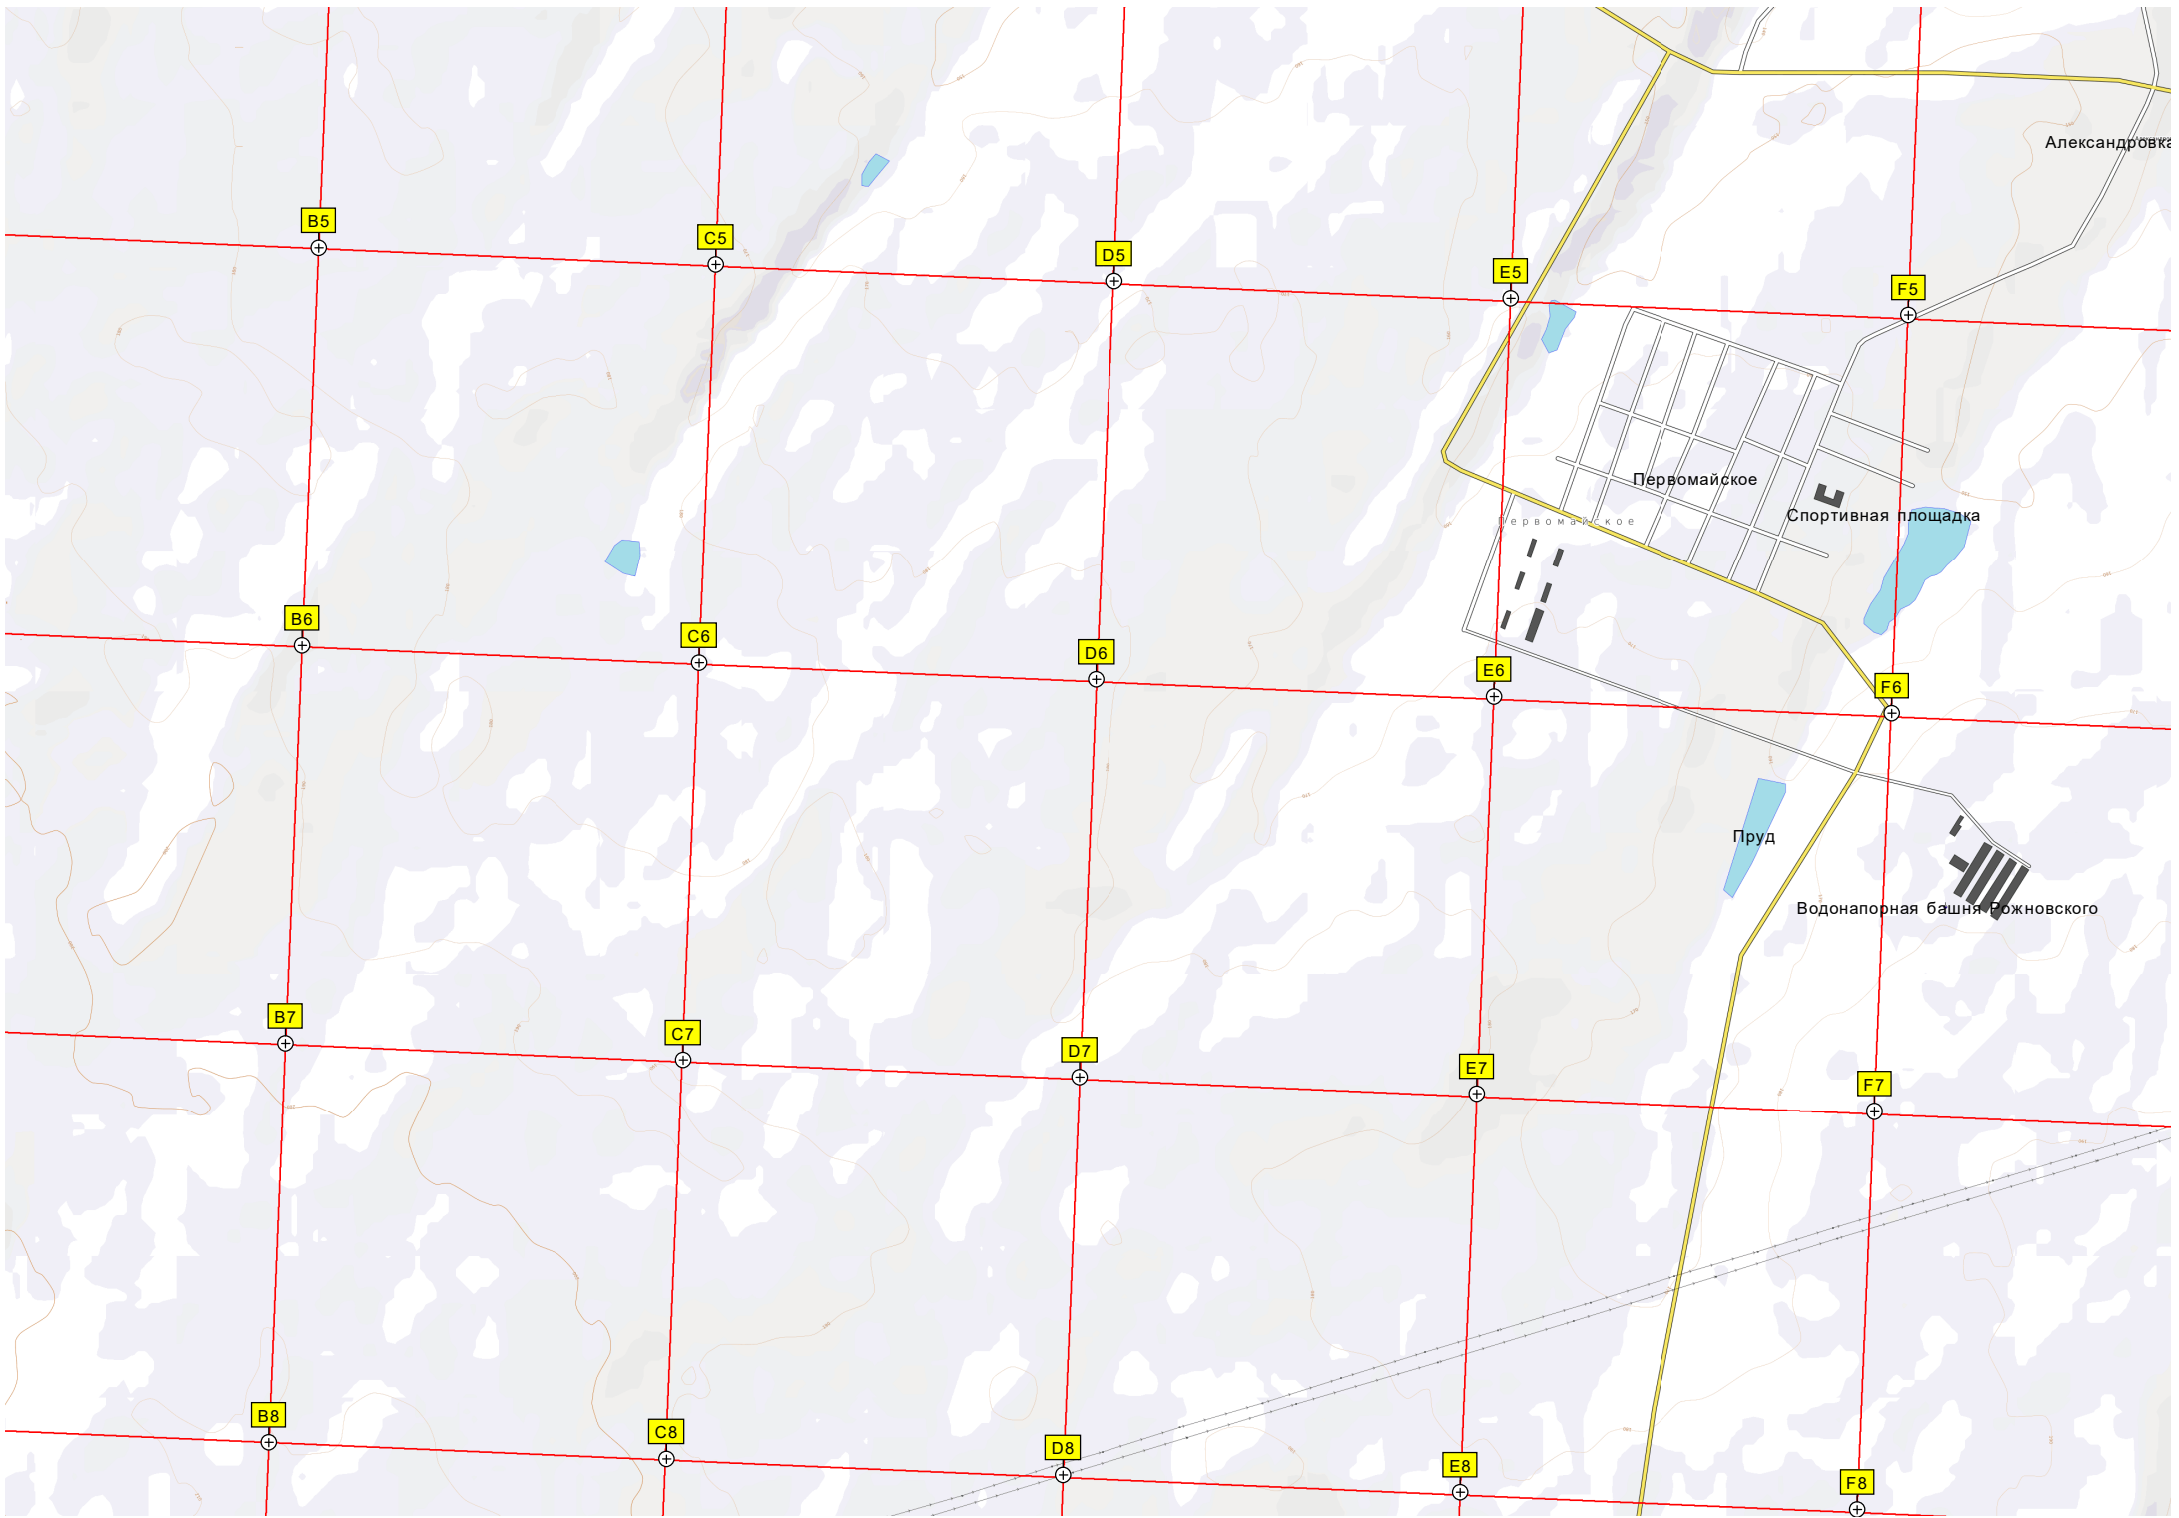 Александровка
B5
C5
D5
E5
F5
Первомайское
Спортивная площадка
Первомайское
B6
C6
D6
E6
F6
Пруд
Водонапорная башня Рожновского
B7
C7
D7
E7
F7
B8
C8
D8
E8
F8